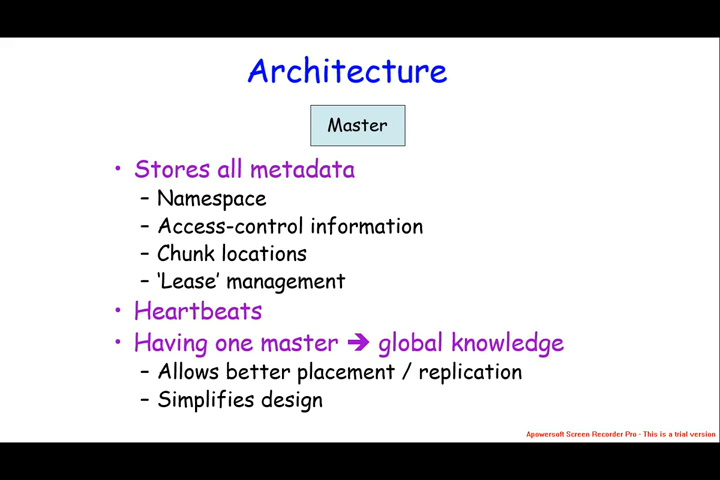 Architecture
Master
• Stores all metadata
– Namespace
– Access-control information
– Chunk locations
– ‘Lease’ management
• Heartbeats
• Having one master ➔ global knowledge
– Allows better placement / replication
– Simplifies design
Apowersoft Screen Recorder Pro - This is a trial version